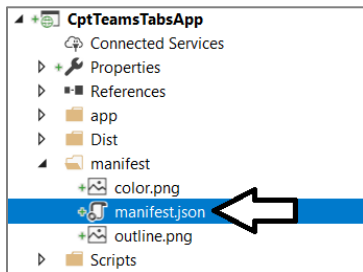 CptTeamsTabsApp
Connected Services
Properties
References
app
Dist
manifest
color.png
manifest.json
outline.png
Scripts